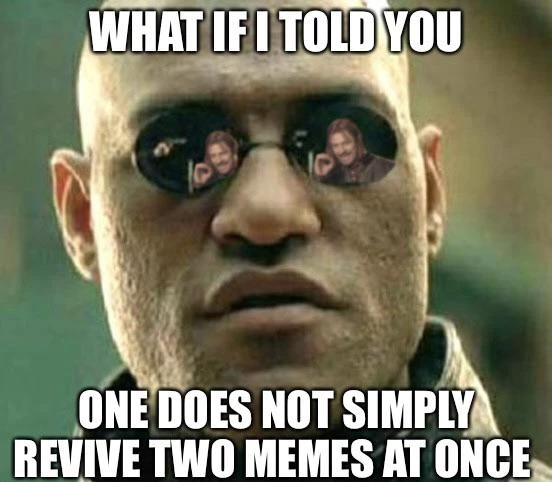 WHAT IF I TOLD YOU
ONE DOES NOT SIMPLY
REVIVE TWO MEMES AT ONCE